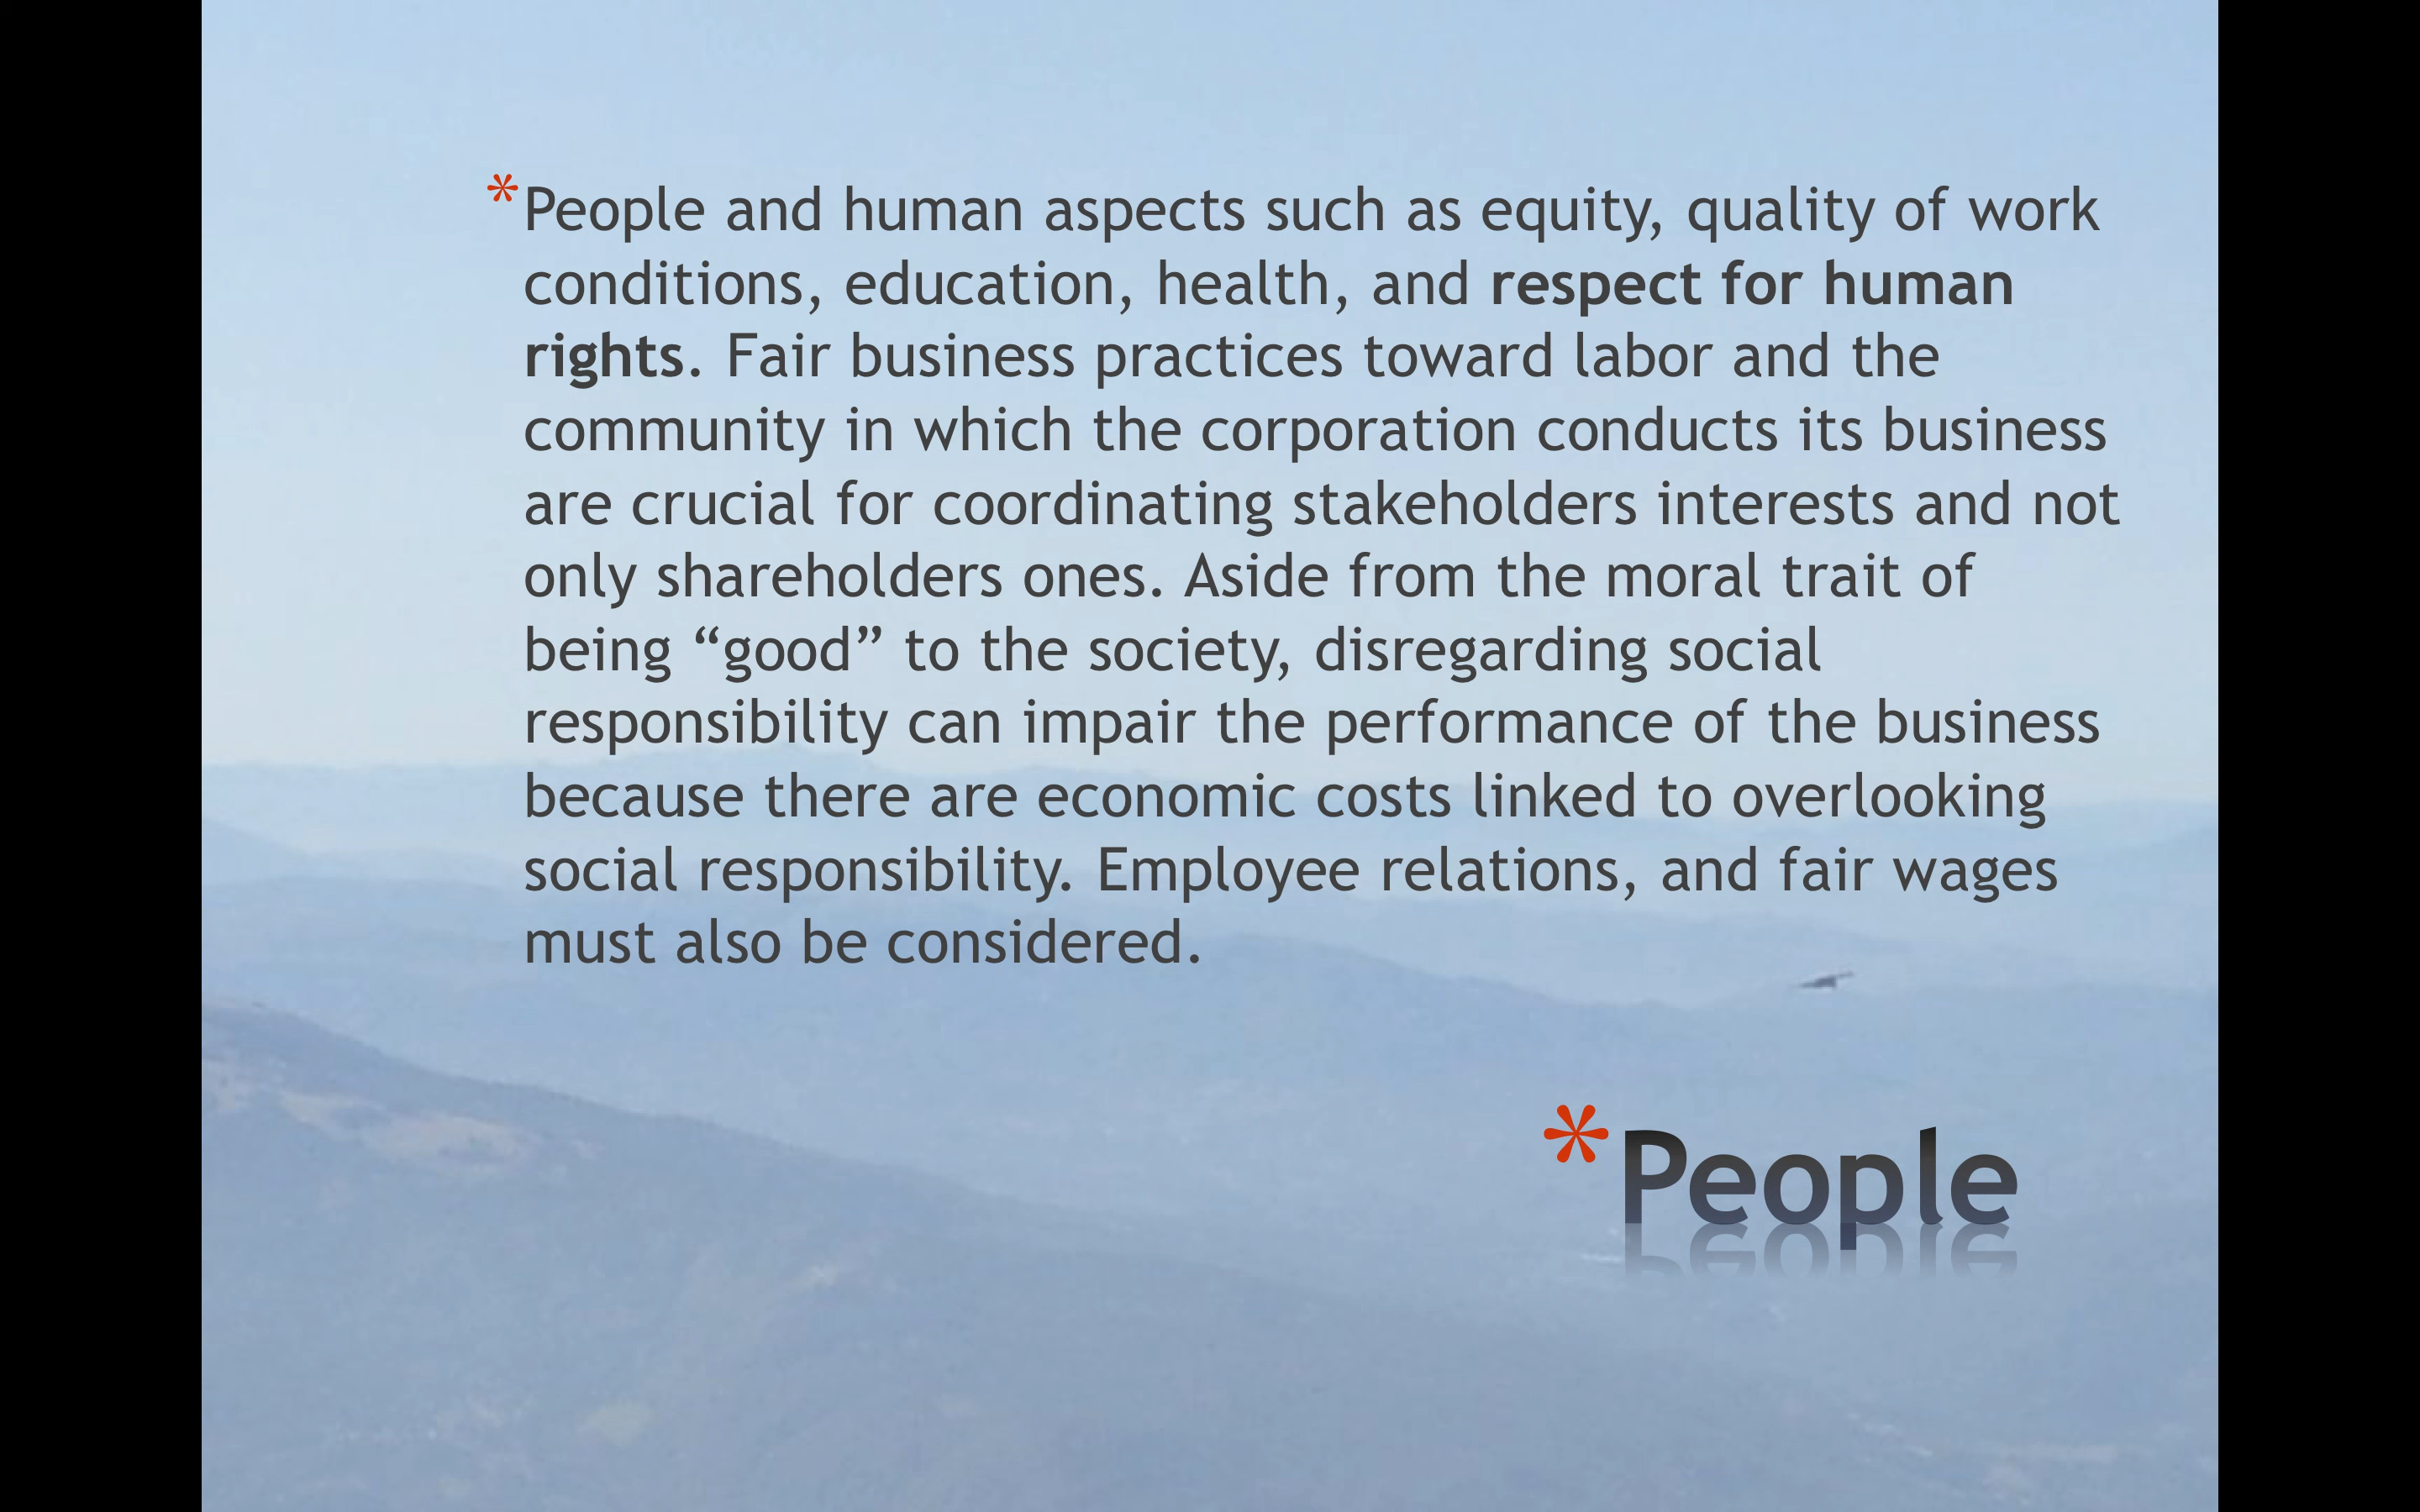 *People and human aspects such as equity, quality of work
conditions, education, health, and respect for human
rights. Fair business practices toward labor and the
community in which the corporation conducts its business
are crucial for coordinating stakeholders interests and not
only shareholders ones. Aside from the moral trait of
being “good” to the society, disregarding social
responsibility can impair the performance of the business
because there are economic costs linked to overlooking
social responsibility. Employee relations, and fair wages
must also be considered.
*People